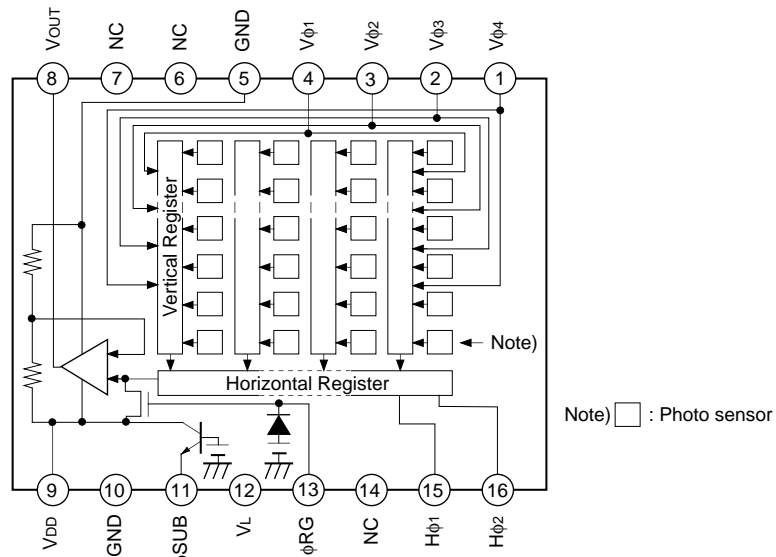 VOUT
NC
NC
GND
Vϕ1
Vϕ2
Vϕ3
Vϕ4
8
7
6
5
4
3
2
1
Vertical Register
Note)
Horizontal Register
Note) : Photo sensor
9
10
11
12
13
14
15
16
VDD
GND
ϕSUB
VL
ϕRG
NC
Hϕ1
Hϕ2